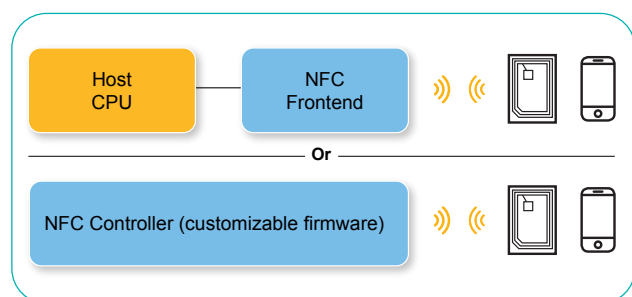 Host
CPU
NFC
Frontend
Or
NFC Controller (customizable firmware)